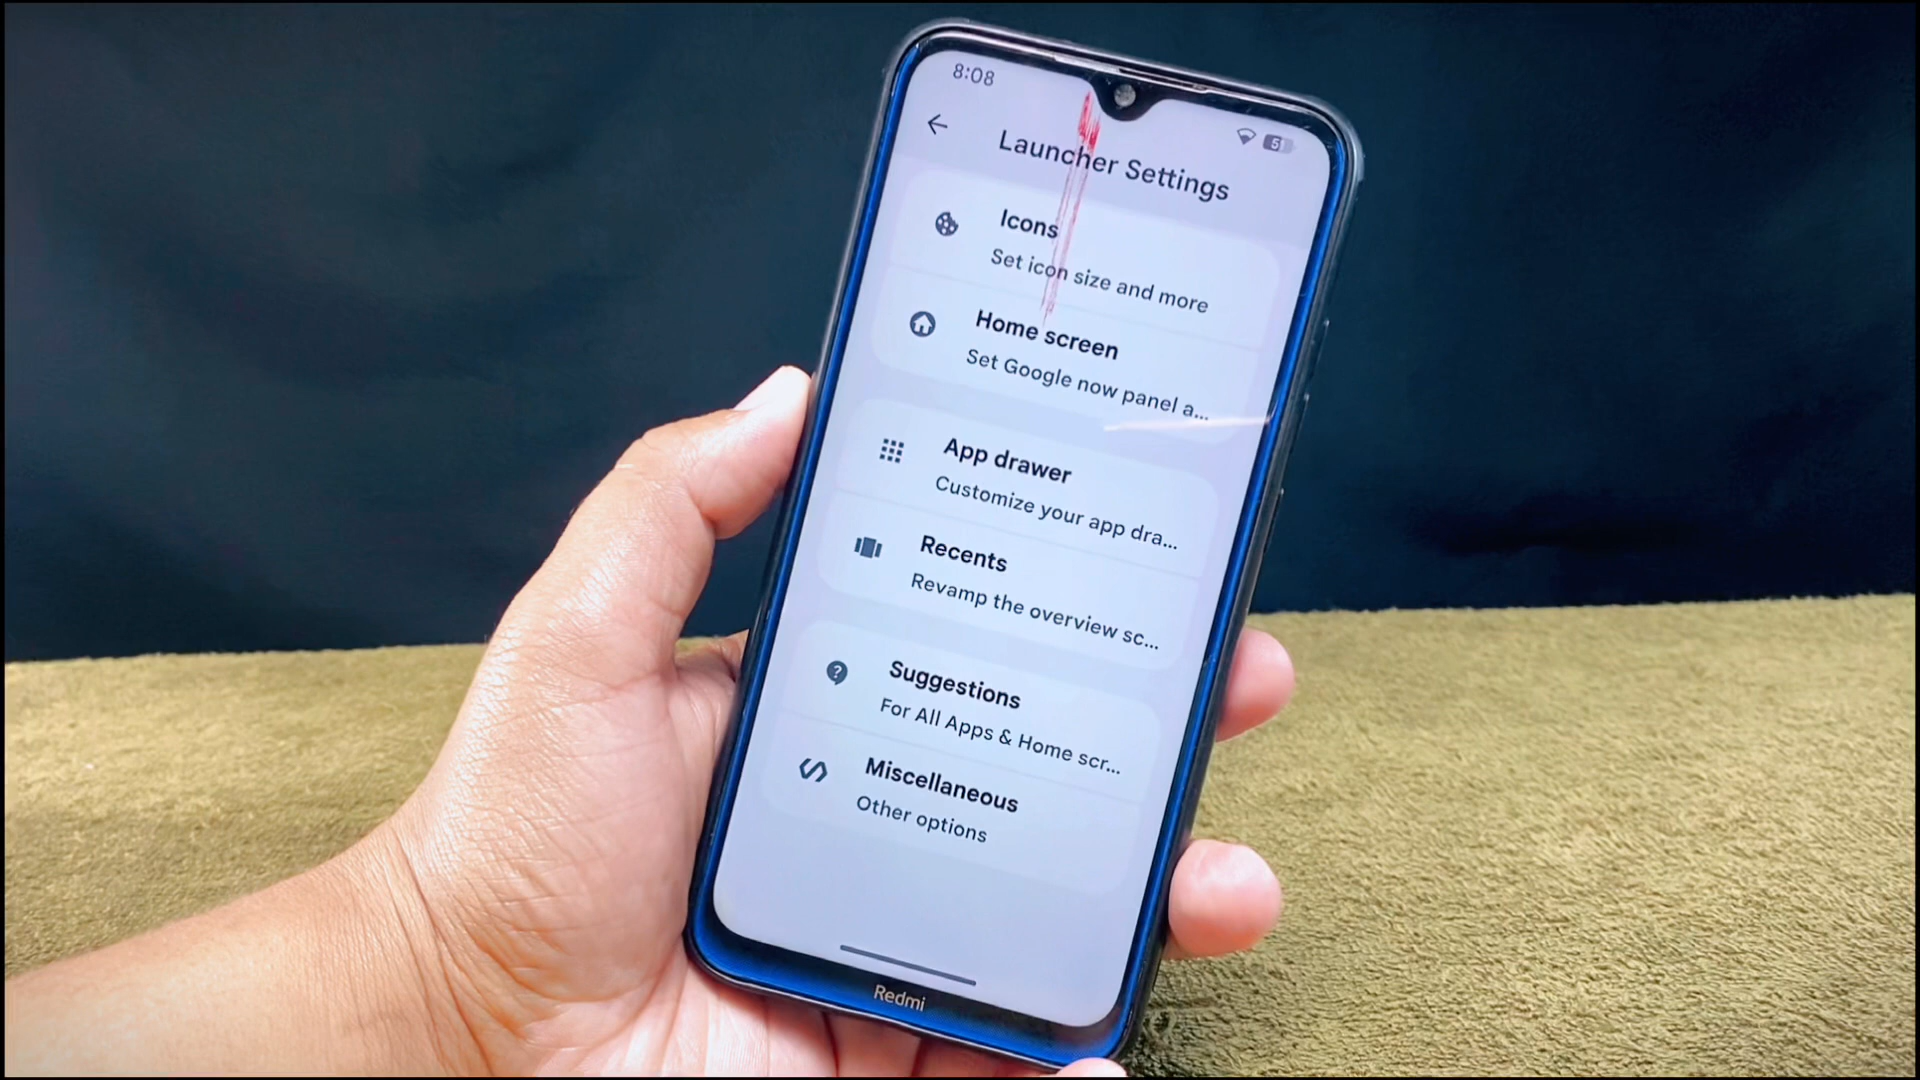 8:08
51
Launcher Settings
Icons
Set icon size and more
Home screen
Set Google now panel a...
App drawer
Customize your app dra...
Recents
Revamp the overview sc...
Suggestions
For All Apps & Home scr...
Miscellaneous
Other options
Redmi